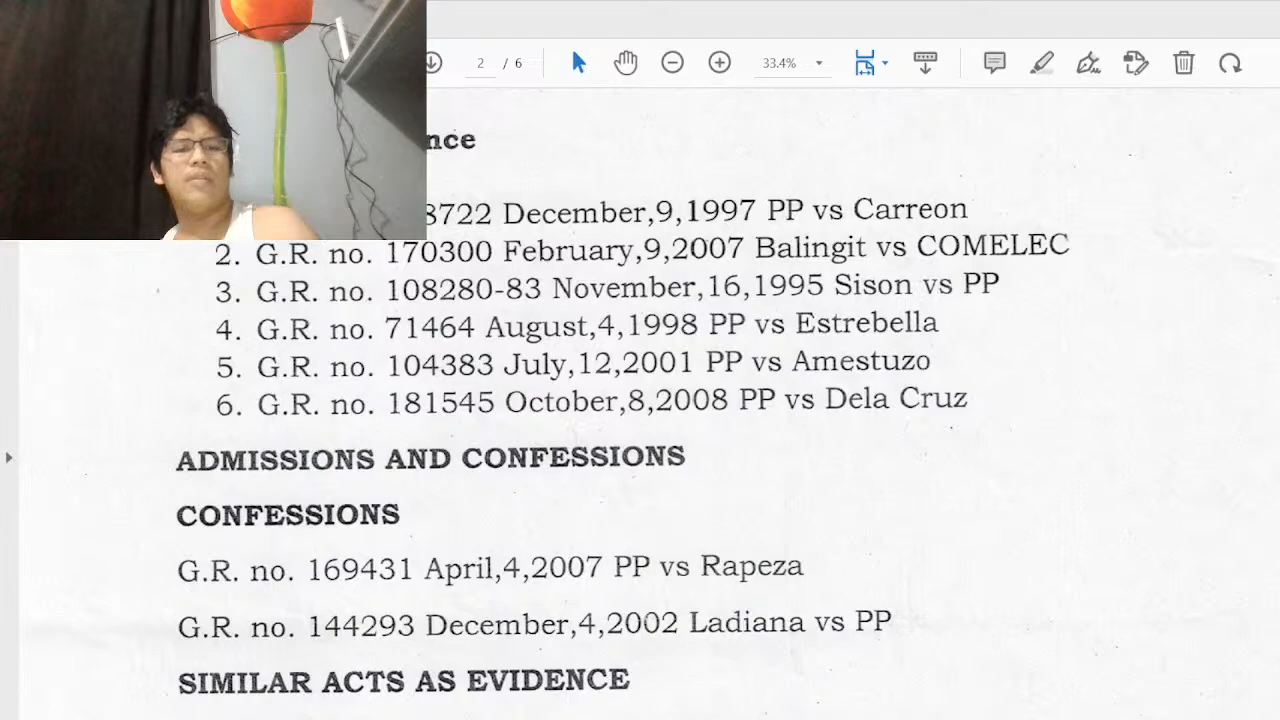 2 / 6
33.4%
8722 December,9,1997 PP vs Carreon
2. G.R. no. 170300 February,9,2007 Balingit vs COMELEC
3. G.R. no. 108280-83 November,16,1995 Sison vs PP
4. G.R. no. 71464 August,4,1998 PP vs Estrebella
5. G.R. no. 104383 July,12,2001 PP vs Amestuzo
6. G.R. no. 181545 October,8,2008 PP vs Dela Cruz
ADMISSIONS AND CONFESSIONS
CONFESSIONS
G.R. no. 169431 April,4,2007 PP vs Rapeza
G.R. no. 144293 December,4,2002 Ladiana vs PP
SIMILAR ACTS AS EVIDENCE